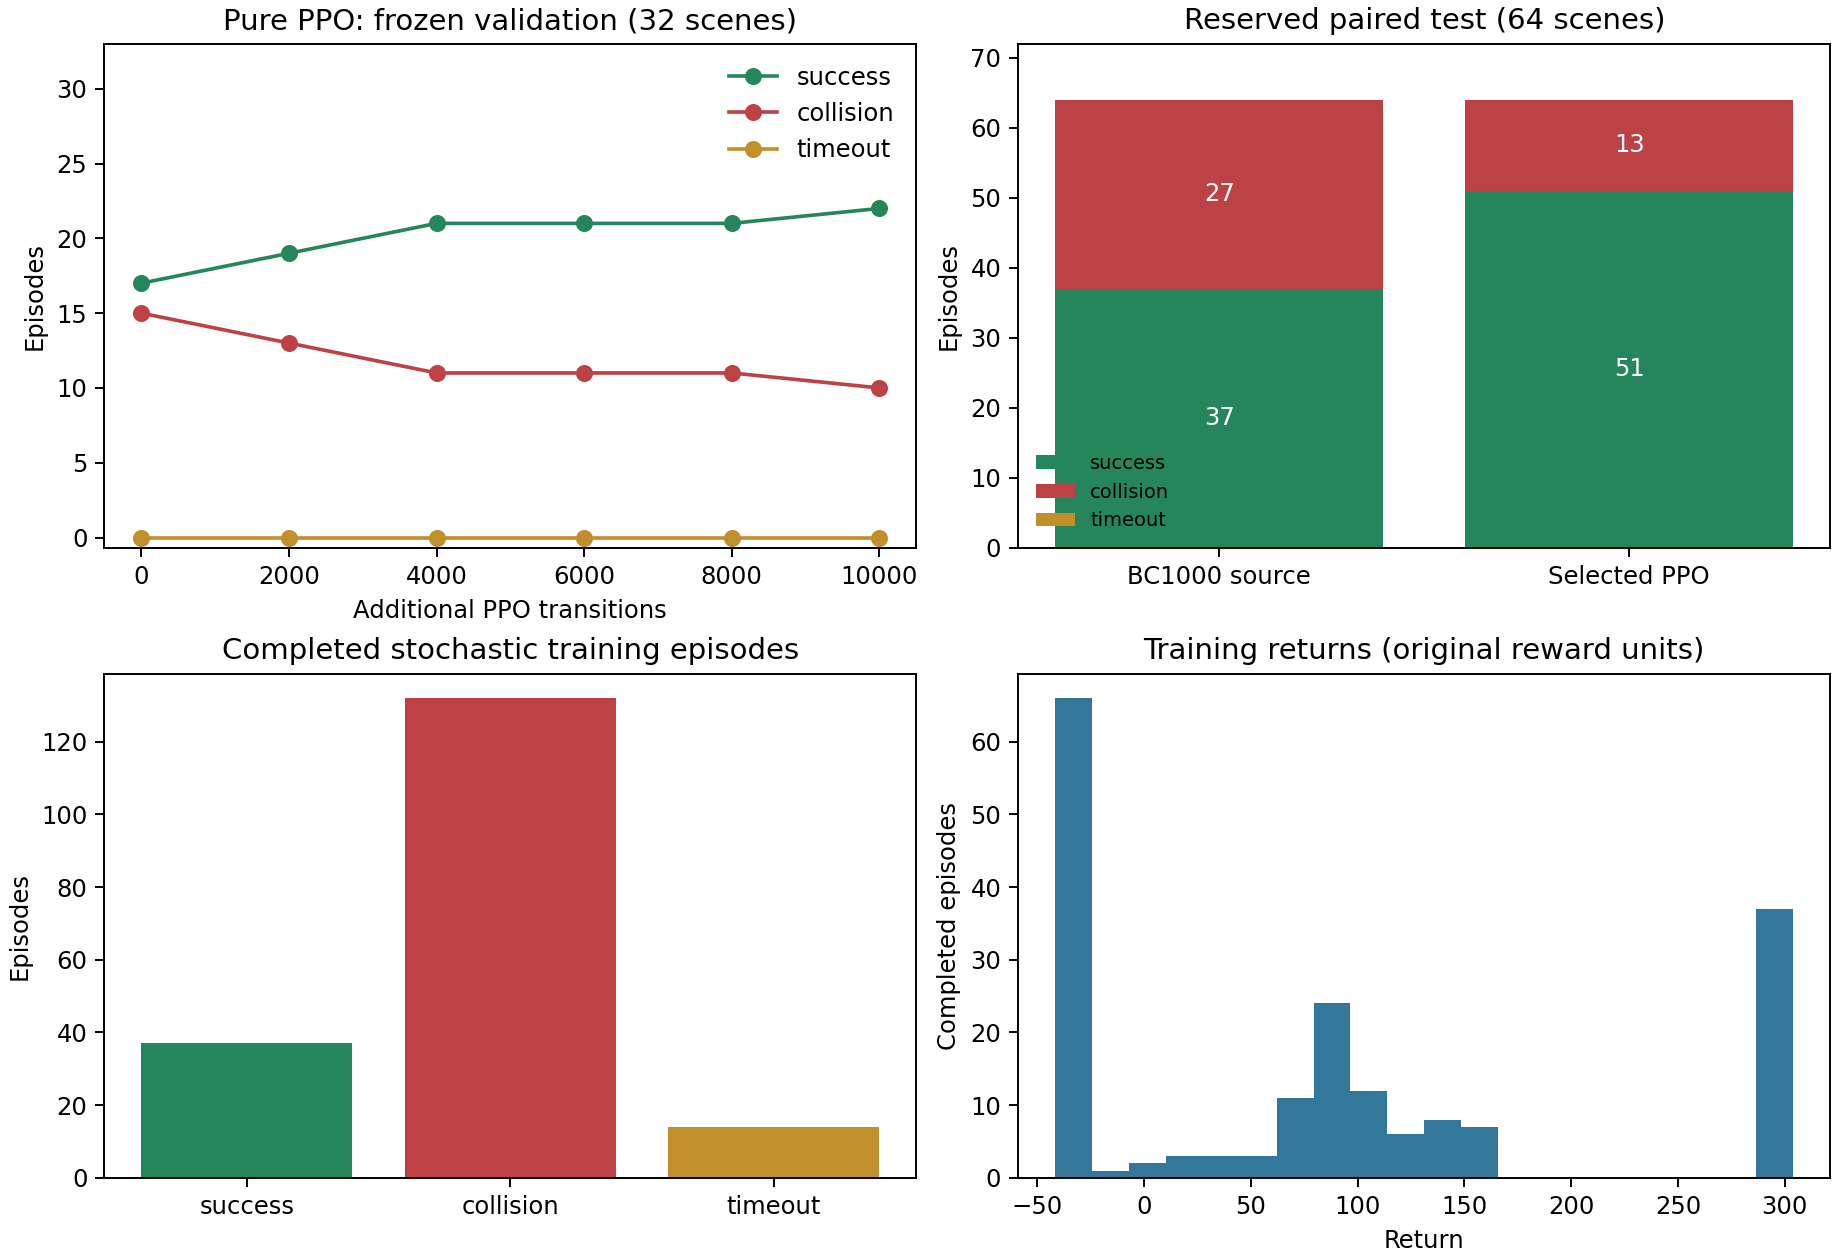 Pure PPO: frozen validation (32 scenes)
Episodes
30
25
20
15
10
5
0
success
collision
timeout
0 2000 4000 6000 8000 10000
Additional PPO transitions
Reserved paired test (64 scenes)
Episodes
70
60
50
40
30
20
10
0
27
37
13
51
success
collision
timeout
BC1000 source Selected PPO
Completed stochastic training episodes
Episodes
120
100
80
60
40
20
0
success collision timeout
Training returns (original reward units)
Completed episodes
60
50
40
30
20
10
0
−50 0 50 100 150 200 250 300
Return